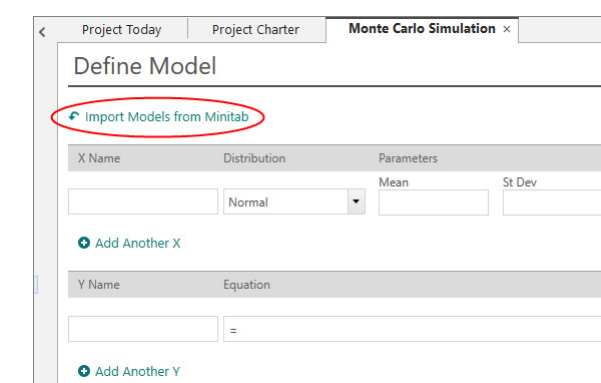 Project Today Project Charter Monte Carlo Simulation ×
Define Model
Import Models from Minitab
X Name Distribution Parameters
Mean St Dev
Normal
Add Another X
Y Name Equation
=
Add Another Y